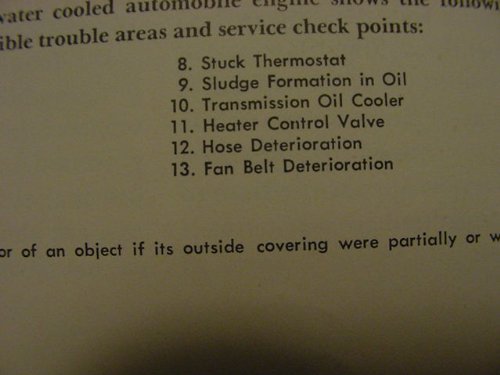 water cooled automobile engine shows the
ible trouble areas and service check points:
8. Stuck Thermostat
9. Sludge Formation in Oil
10. Transmission Oil Cooler
11. Heater Control Valve
12. Hose Deterioration
13. Fan Belt Deterioration
or of an object if its outside covering were partially or w